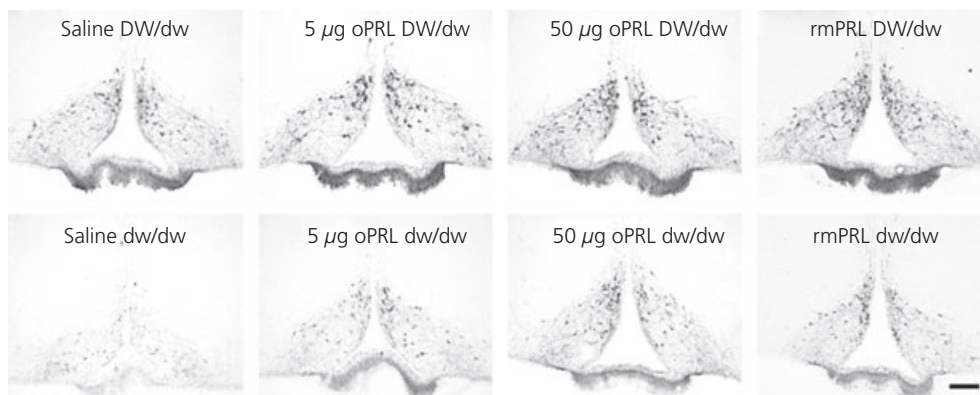 Saline DW/dw
5 µg oPRL DW/dw
50 µg oPRL DW/dw
rmPRL DW/dw
Saline dw/dw
5 µg oPRL dw/dw
50 µg oPRL dw/dw
rmPRL dw/dw